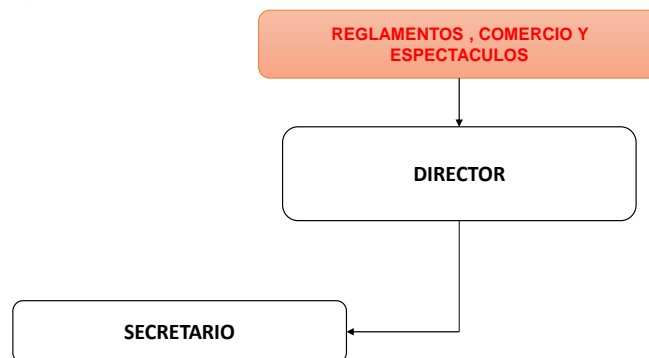 REGLAMENTOS , COMERCIO Y
ESPECTACULOS
DIRECTOR
SECRETARIO